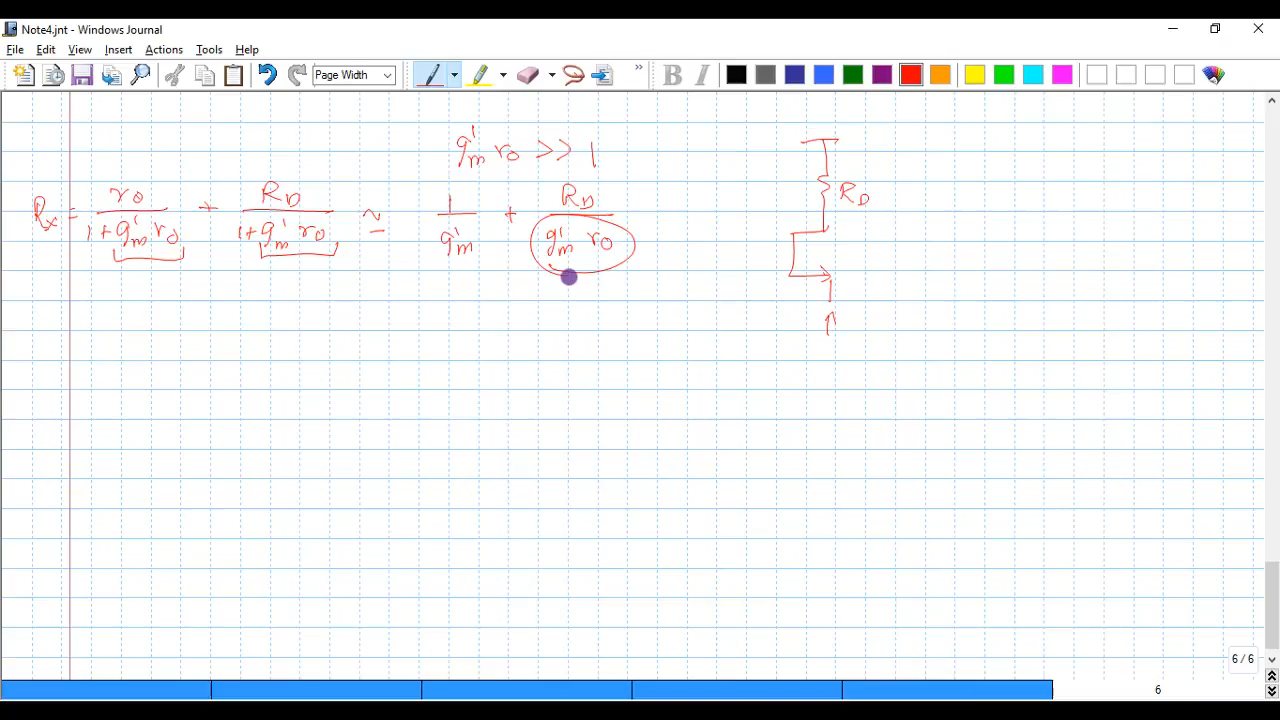 Note4.jnt - Windows Journal
File Edit View Insert Actions Tools Help
Page Width
» B I
g'm ro >> 1
Rx = ro / (1 + g'm ro) + RD / (1 + g'm ro) ≃ 1 / g'm + RD / (g'm ro)
RD
6 / 6
6